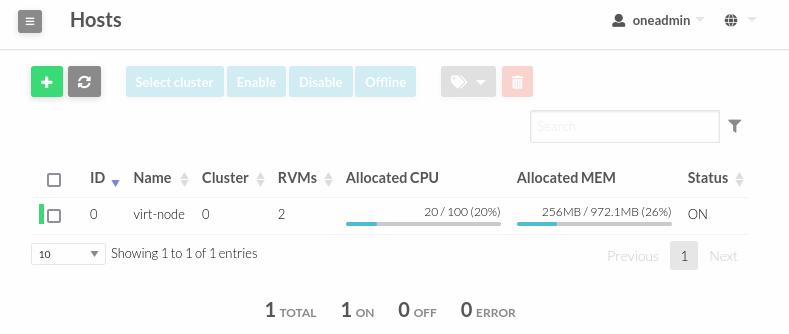 Hosts
oneadmin
Select cluster Enable Disable Offline
Search
ID Name Cluster RVMs Allocated CPU Allocated MEM Status
0 virt-node 0 2 20 / 100 (20%) 256MB / 972.1MB (26%) ON
10 Showing 1 to 1 of 1 entries Previous 1 Next
1 TOTAL 1 ON 0 OFF 0 ERROR